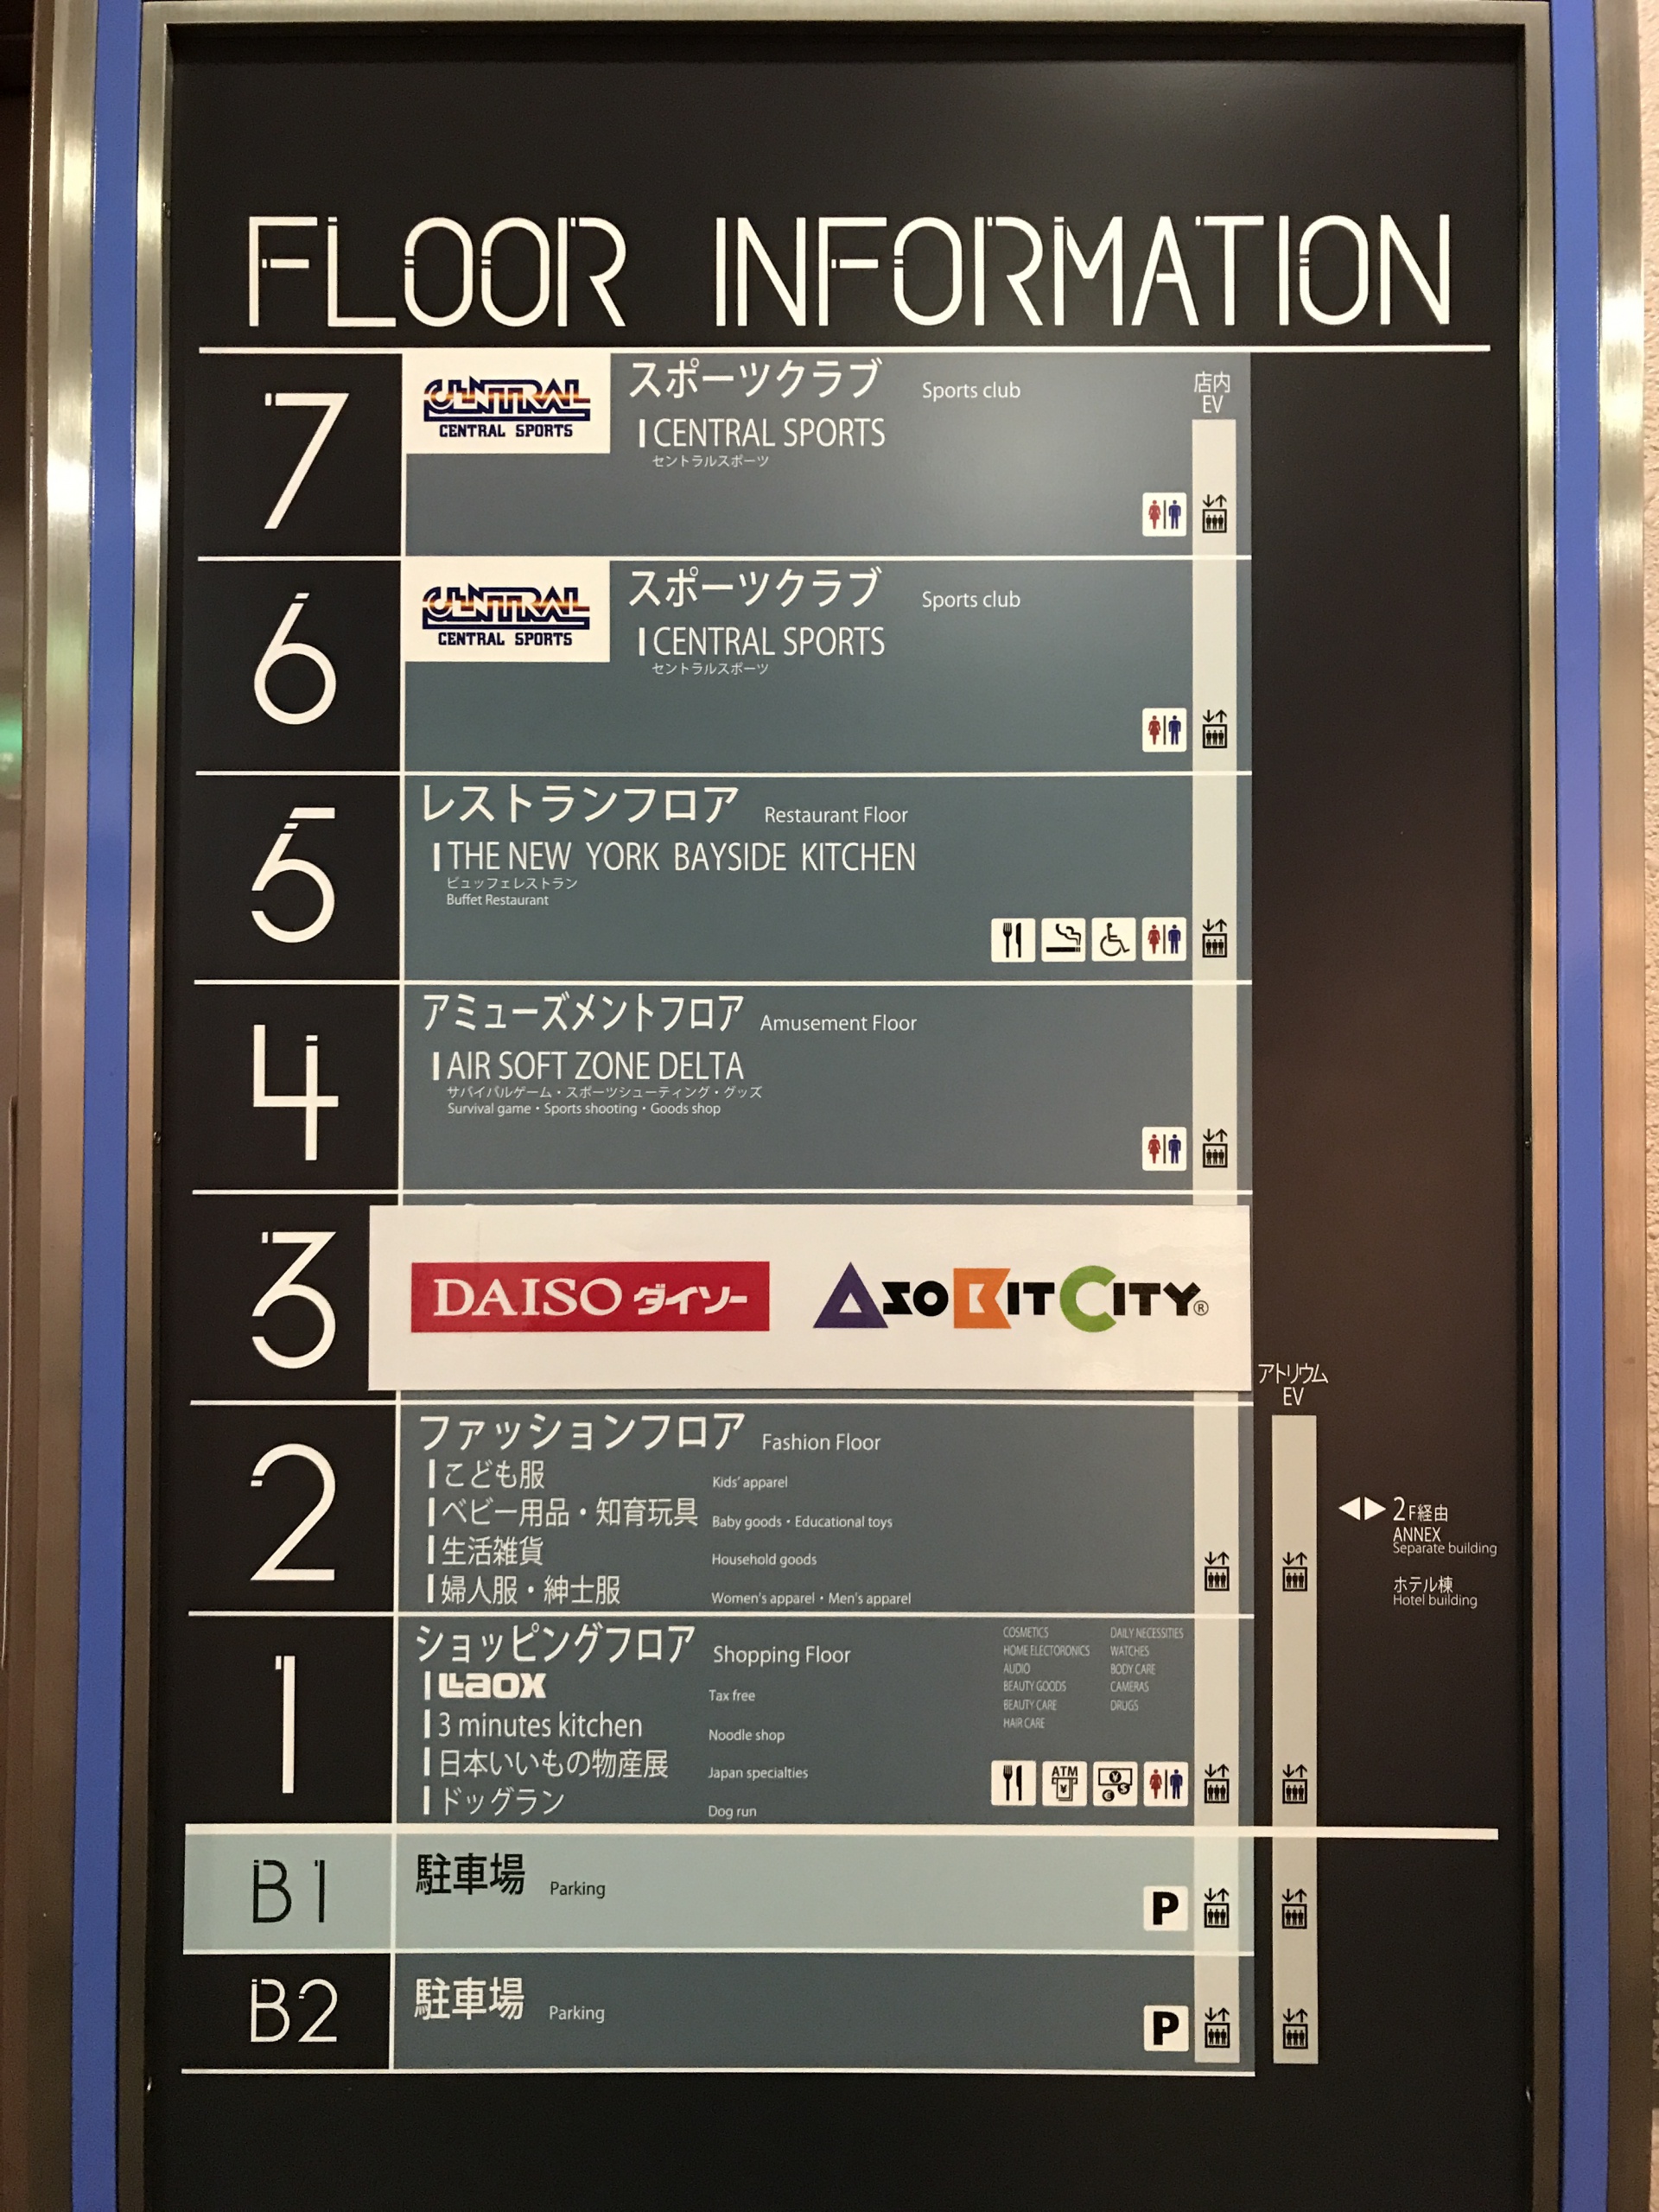 FLOOR INFORMATION
7
CENTRAL
CENTRAL SPORTS
スポーツクラブ Sports club
CENTRAL SPORTS
セントラルスポーツ
店内
EV
6
CENTRAL
CENTRAL SPORTS
スポーツクラブ Sports club
CENTRAL SPORTS
セントラルスポーツ
5
レストランフロア Restaurant Floor
THE NEW YORK BAYSIDE KITCHEN
ビュッフェレストラン
Buffet Restaurant
4
アミューズメントフロア Amusement Floor
AIR SOFT ZONE DELTA
サバイバルゲーム・スポーツシューティング・グッズ
Survival game・Sports shooting・Goods shop
3
DAISO ダイソー ASOBITCITY®
アトリウム
EV
2
ファッションフロア Fashion Floor
こども服 Kids' apparel
ベビー用品・知育玩具 Baby goods・Educational toys
生活雑貨 Household goods
婦人服・紳士服 Women's apparel・Men's apparel
2F経由
ANNEX
Separate building
ホテル棟
Hotel building
1
ショッピングフロア Shopping Floor
Laox Tax free
3 minutes kitchen Noodle shop
日本いいもの物産展 Japan specialties
ドッグラン Dog run
COSMETICS DAILY NECESSITIES
HOME ELECTORONICS WATCHES
AUDIO BODY CARE
BEAUTY GOODS CAMERAS
BEAUTY CARE DRUGS
HAIR CARE
ATM
¥
¥ $ €
B1
駐車場 Parking
P
B2
駐車場 Parking
P